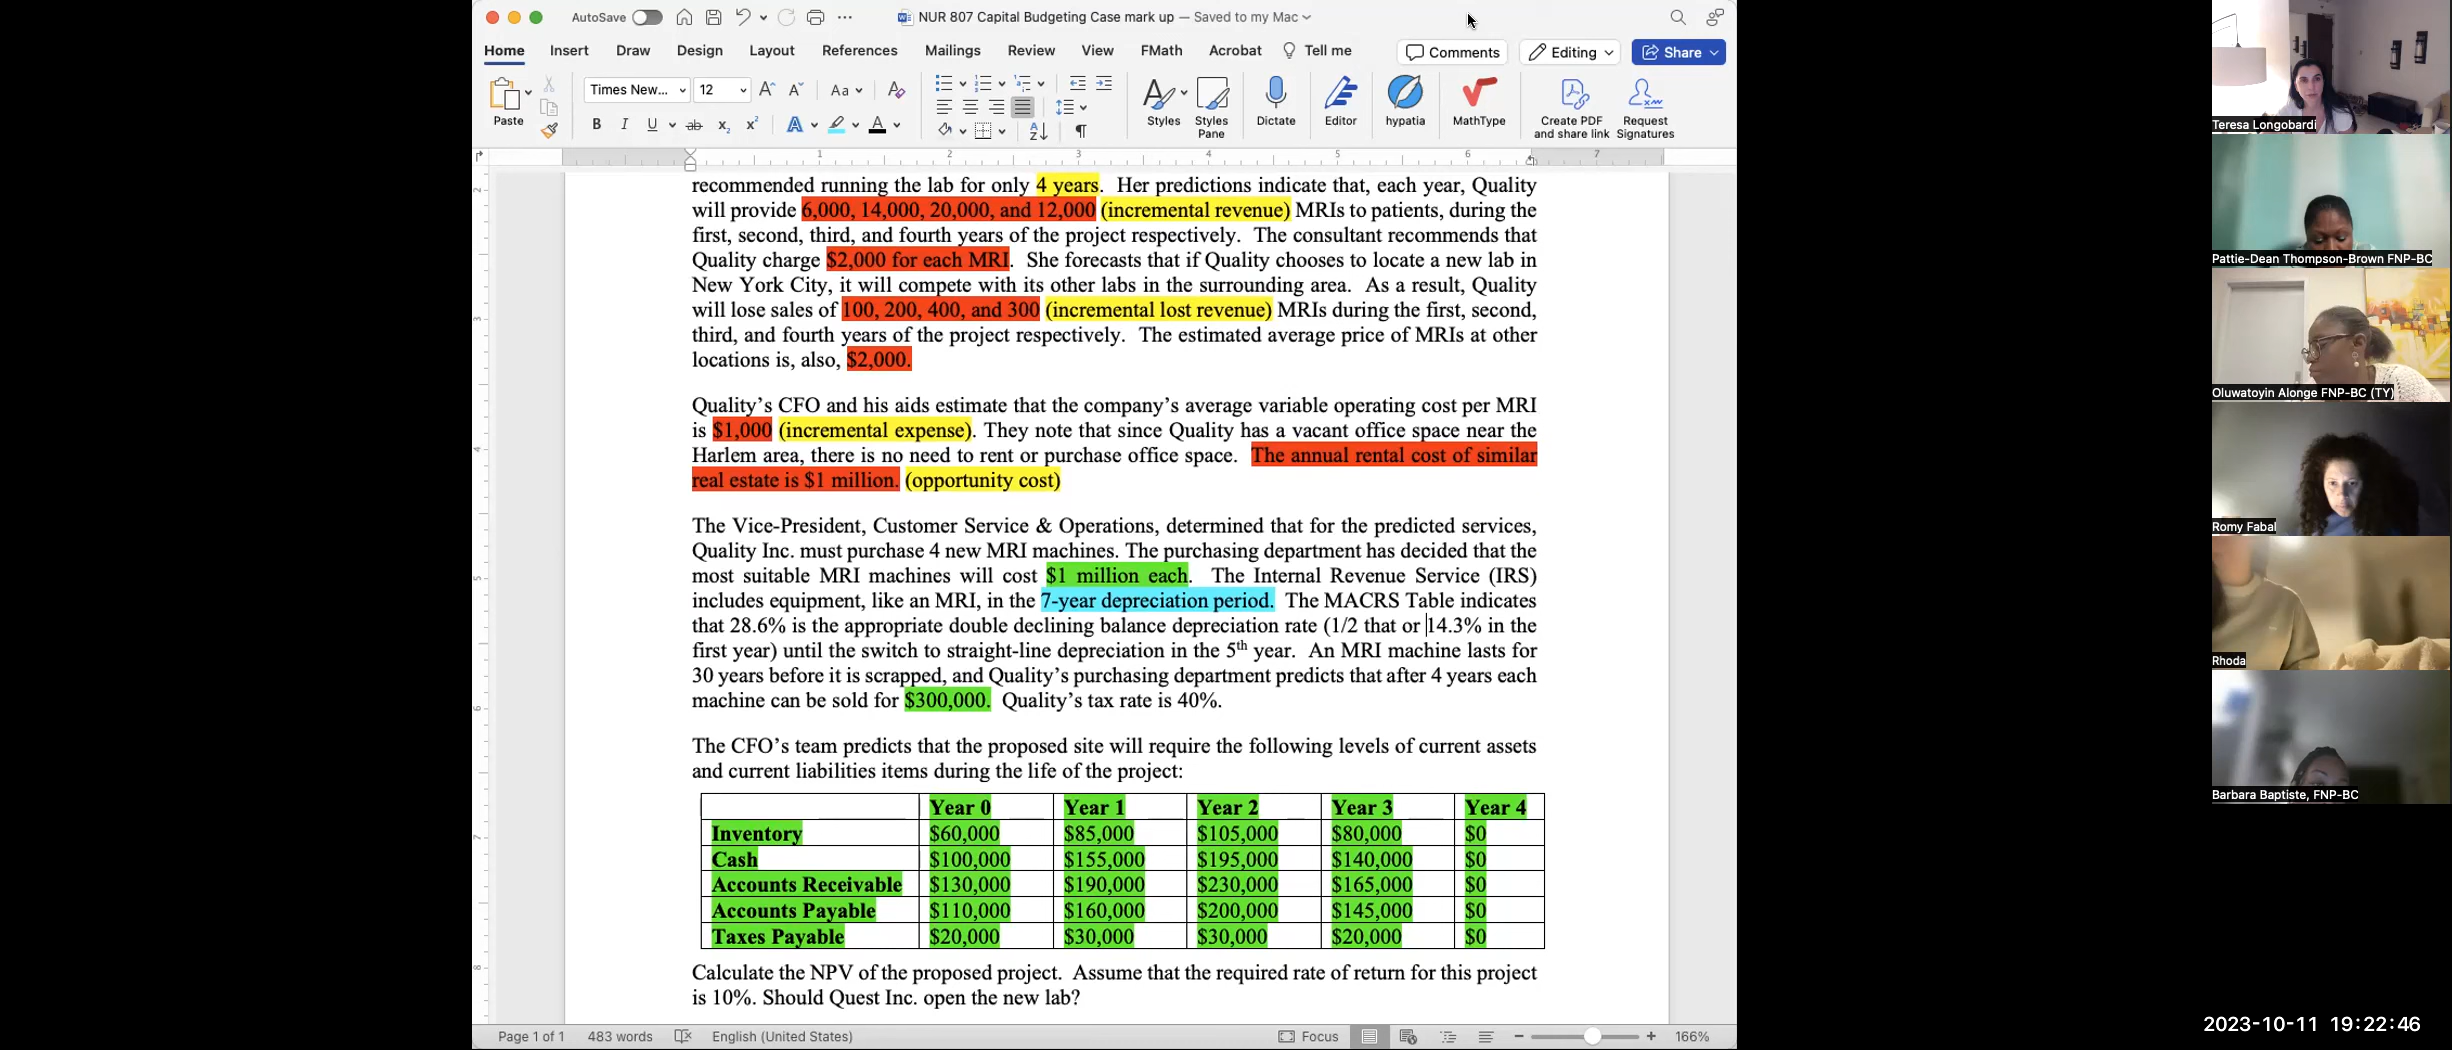 AutoSave
NUR 807 Capital Budgeting Case mark up — Saved to my Mac
Home Insert Draw Design Layout References Mailings Review View FMath Acrobat Tell me
Comments Editing Share
Paste
Times New... 12
Aa
B I U ab x₂ x² A A
Styles Styles Pane Dictate Editor hypatia MathType Create PDF and share link Request Signatures
1 2 3 4 5 6 7
recommended running the lab for only 4 years. Her predictions indicate that, each year, Quality
will provide 6,000, 14,000, 20,000, and 12,000 (incremental revenue) MRIs to patients, during the
first, second, third, and fourth years of the project respectively. The consultant recommends that
Quality charge $2,000 for each MRI. She forecasts that if Quality chooses to locate a new lab in
New York City, it will compete with its other labs in the surrounding area. As a result, Quality
will lose sales of 100, 200, 400, and 300 (incremental lost revenue) MRIs during the first, second,
third, and fourth years of the project respectively. The estimated average price of MRIs at other
locations is, also, $2,000.
Quality’s CFO and his aids estimate that the company’s average variable operating cost per MRI
is $1,000 (incremental expense). They note that since Quality has a vacant office space near the
Harlem area, there is no need to rent or purchase office space. The annual rental cost of similar
real estate is $1 million. (opportunity cost)
The Vice-President, Customer Service & Operations, determined that for the predicted services,
Quality Inc. must purchase 4 new MRI machines. The purchasing department has decided that the
most suitable MRI machines will cost $1 million each. The Internal Revenue Service (IRS)
includes equipment, like an MRI, in the 7-year depreciation period. The MACRS Table indicates
that 28.6% is the appropriate double declining balance depreciation rate (1/2 that or 14.3% in the
first year) until the switch to straight-line depreciation in the 5th year. An MRI machine lasts for
30 years before it is scrapped, and Quality’s purchasing department predicts that after 4 years each
machine can be sold for $300,000. Quality’s tax rate is 40%.
The CFO’s team predicts that the proposed site will require the following levels of current assets
and current liabilities items during the life of the project:
Year 0 Year 1 Year 2 Year 3 Year 4
Inventory $60,000 $85,000 $105,000 $80,000 $0
Cash $100,000 $155,000 $195,000 $140,000 $0
Accounts Receivable $130,000 $190,000 $230,000 $165,000 $0
Accounts Payable $110,000 $160,000 $200,000 $145,000 $0
Taxes Payable $20,000 $30,000 $30,000 $20,000 $0
Calculate the NPV of the proposed project. Assume that the required rate of return for this project
is 10%. Should Quest Inc. open the new lab?
Page 1 of 1 483 words English (United States) Focus 166%
Teresa Longobardi
Pattie-Dean Thompson-Brown FNP-BC
Oluwatoyin Alonge FNP-BC (TY)
Romy Fabal
Rhoda
Barbara Baptiste, FNP-BC
2023-10-11 19:22:46